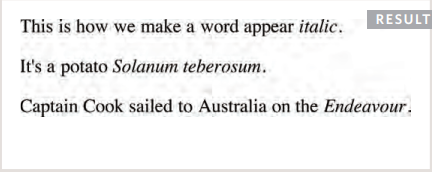 RESULT
This is how we make a word appear italic.
It's a potato Solanum teberosum.
Captain Cook sailed to Australia on the Endeavour.